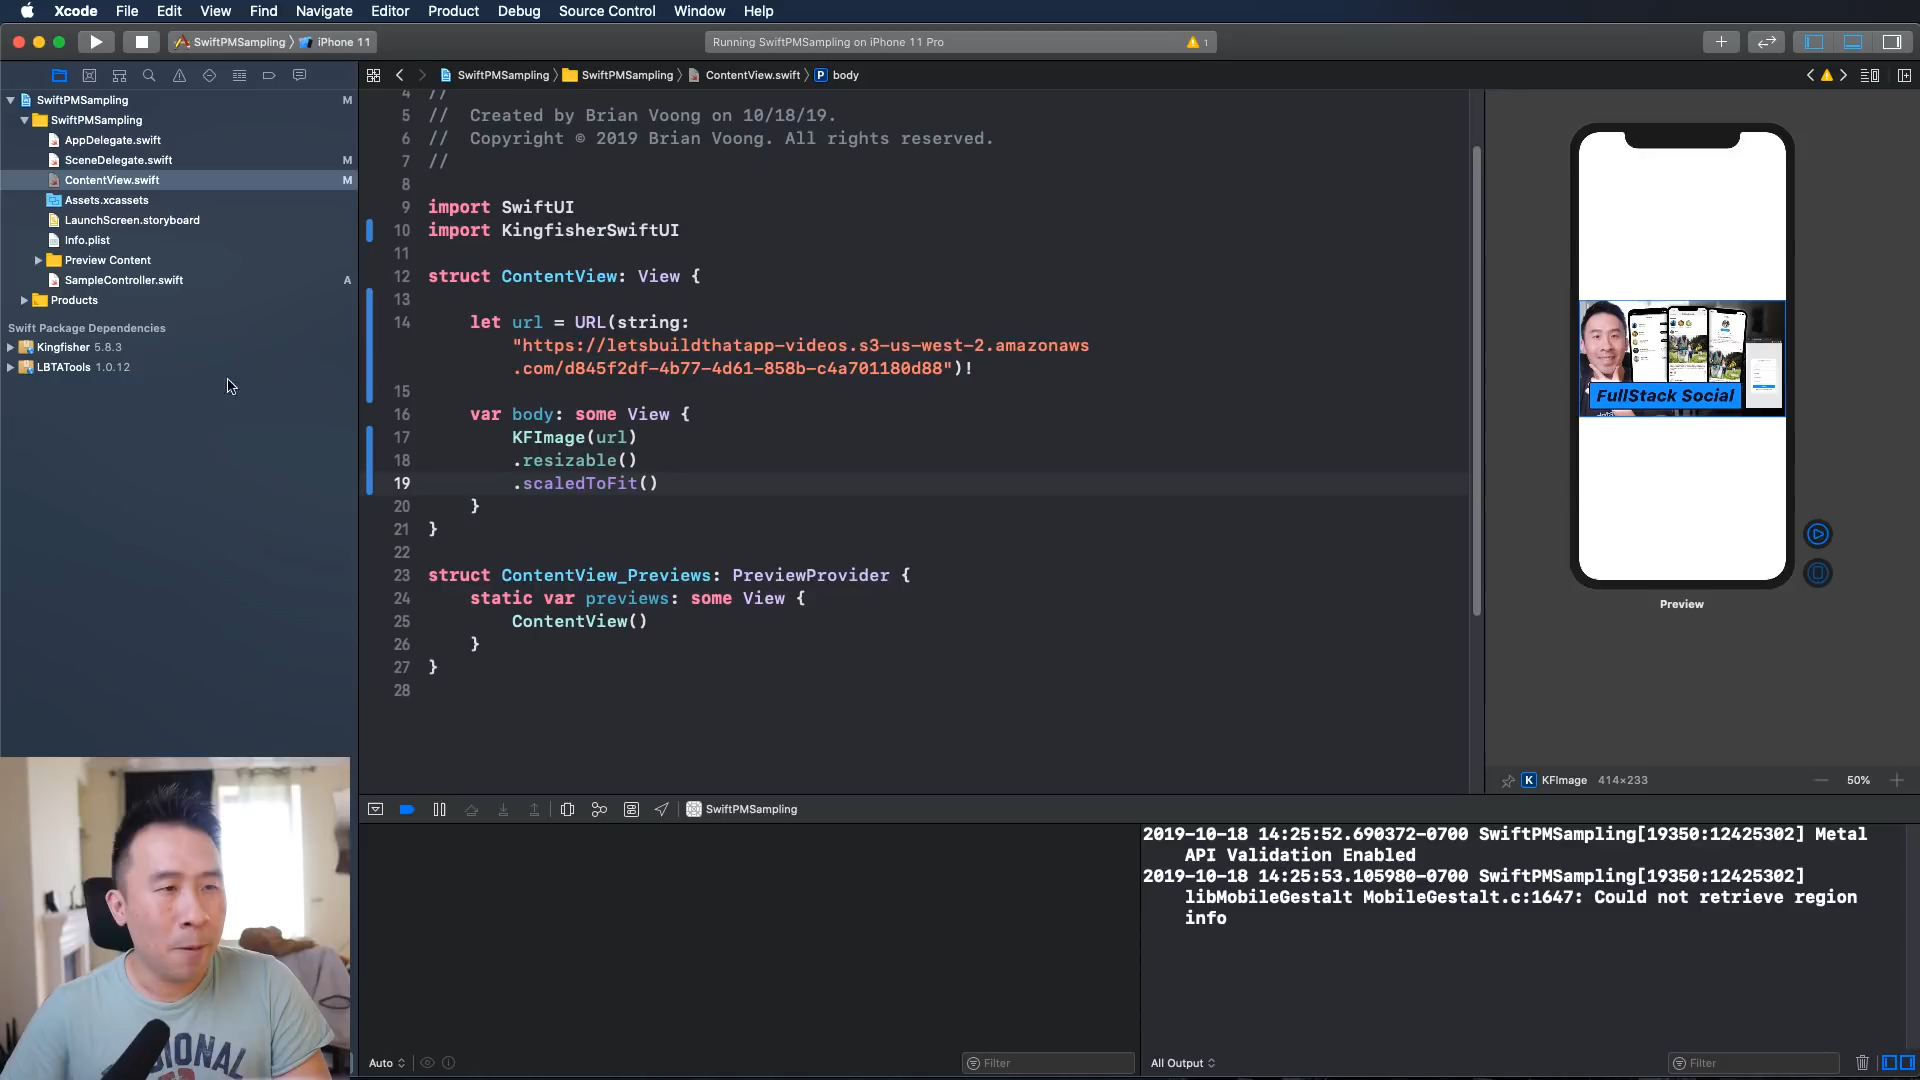 Xcode File Edit View Find Navigate Editor Product Debug Source Control Window Help
SwiftPMSampling iPhone 11
Running SwiftPMSampling on iPhone 11 Pro
1
SwiftPMSampling SwiftPMSampling ContentView.swift P body
SwiftPMSampling M
SwiftPMSampling
AppDelegate.swift
SceneDelegate.swift M
ContentView.swift M
Assets.xcassets
LaunchScreen.storyboard
Info.plist
Preview Content
SampleController.swift A
Products
Swift Package Dependencies
Kingfisher 5.8.3
LBTATools 1.0.12
4 //
5 // Created by Brian Voong on 10/18/19.
6 // Copyright © 2019 Brian Voong. All rights reserved.
7 //
8
9 import SwiftUI
10 import KingfisherSwiftUI
11
12 struct ContentView: View {
13
14 let url = URL(string:
"https://letsbuildthatapp-videos.s3-us-west-2.amazonaws
.com/d845f2df-4b77-4d61-858b-c4a701180d88")!
15
16 var body: some View {
17 KFImage(url)
18 .resizable()
19 .scaledToFit()
20 }
21 }
22
23 struct ContentView_Previews: PreviewProvider {
24 static var previews: some View {
25 ContentView()
26 }
27 }
28
FullStack Social
Preview
K KFImage 414×233
50%
SwiftPMSampling
2019-10-18 14:25:52.690372-0700 SwiftPMSampling[19350:12425302] Metal
API Validation Enabled
2019-10-18 14:25:53.105980-0700 SwiftPMSampling[19350:12425302]
libMobileGestalt MobileGestalt.c:1647: Could not retrieve region
info
Auto
Filter
All Output
Filter